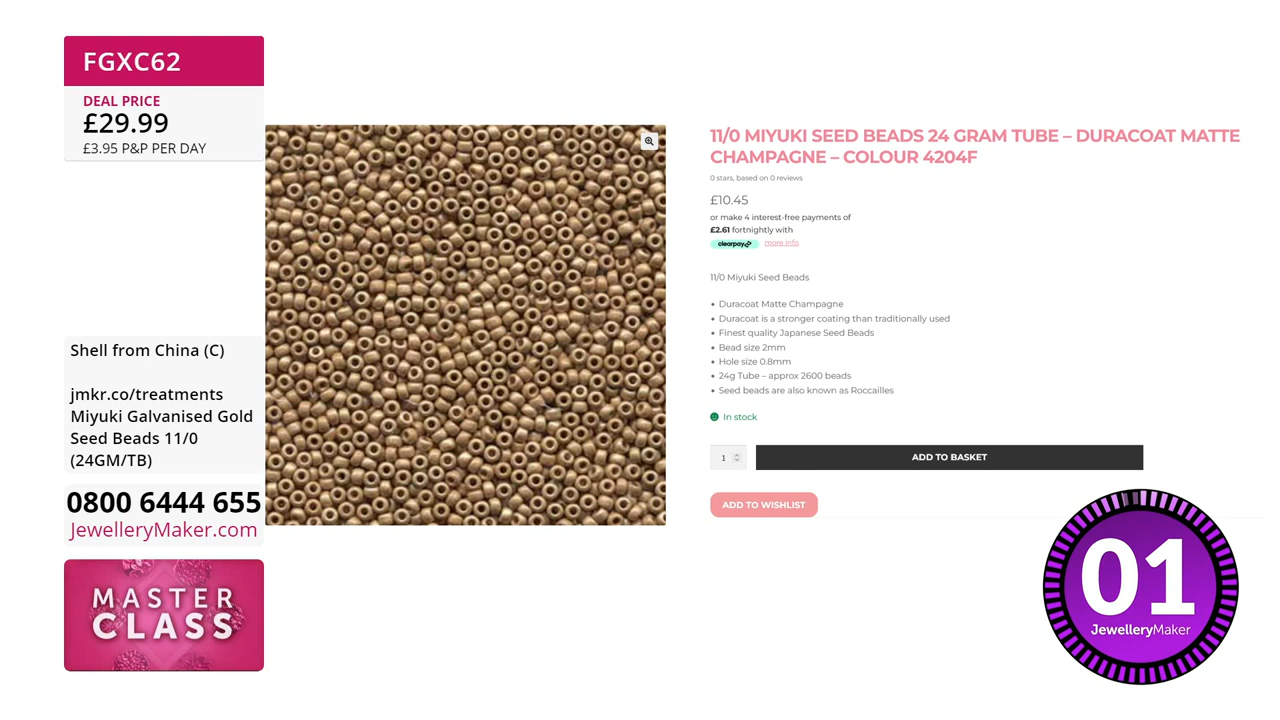 FGXC62
DEAL PRICE
£29.99
£3.95 P&P PER DAY
Shell from China (C)
jmkr.co/treatments
Miyuki Galvanised Gold
Seed Beads 11/0
(24GM/TB)
0800 6444 655
JewelleryMaker.com
MASTER
CLASS
11/0 MIYUKI SEED BEADS 24 GRAM TUBE – DURACOAT MATTE
CHAMPAGNE – COLOUR 4204F
0 stars, based on 0 reviews
£10.45
or make 4 interest-free payments of
£2.61 fortnightly with
clearpay more info
11/0 Miyuki Seed Beads
• Duracoat Matte Champagne
• Duracoat is a stronger coating than traditionally used
• Finest quality Japanese Seed Beads
• Bead size 2mm
• Hole size 0.8mm
• 24g Tube – approx 2600 beads
• Seed beads are also known as Roccailles
In stock
1
ADD TO BASKET
ADD TO WISHLIST
01
JewelleryMaker